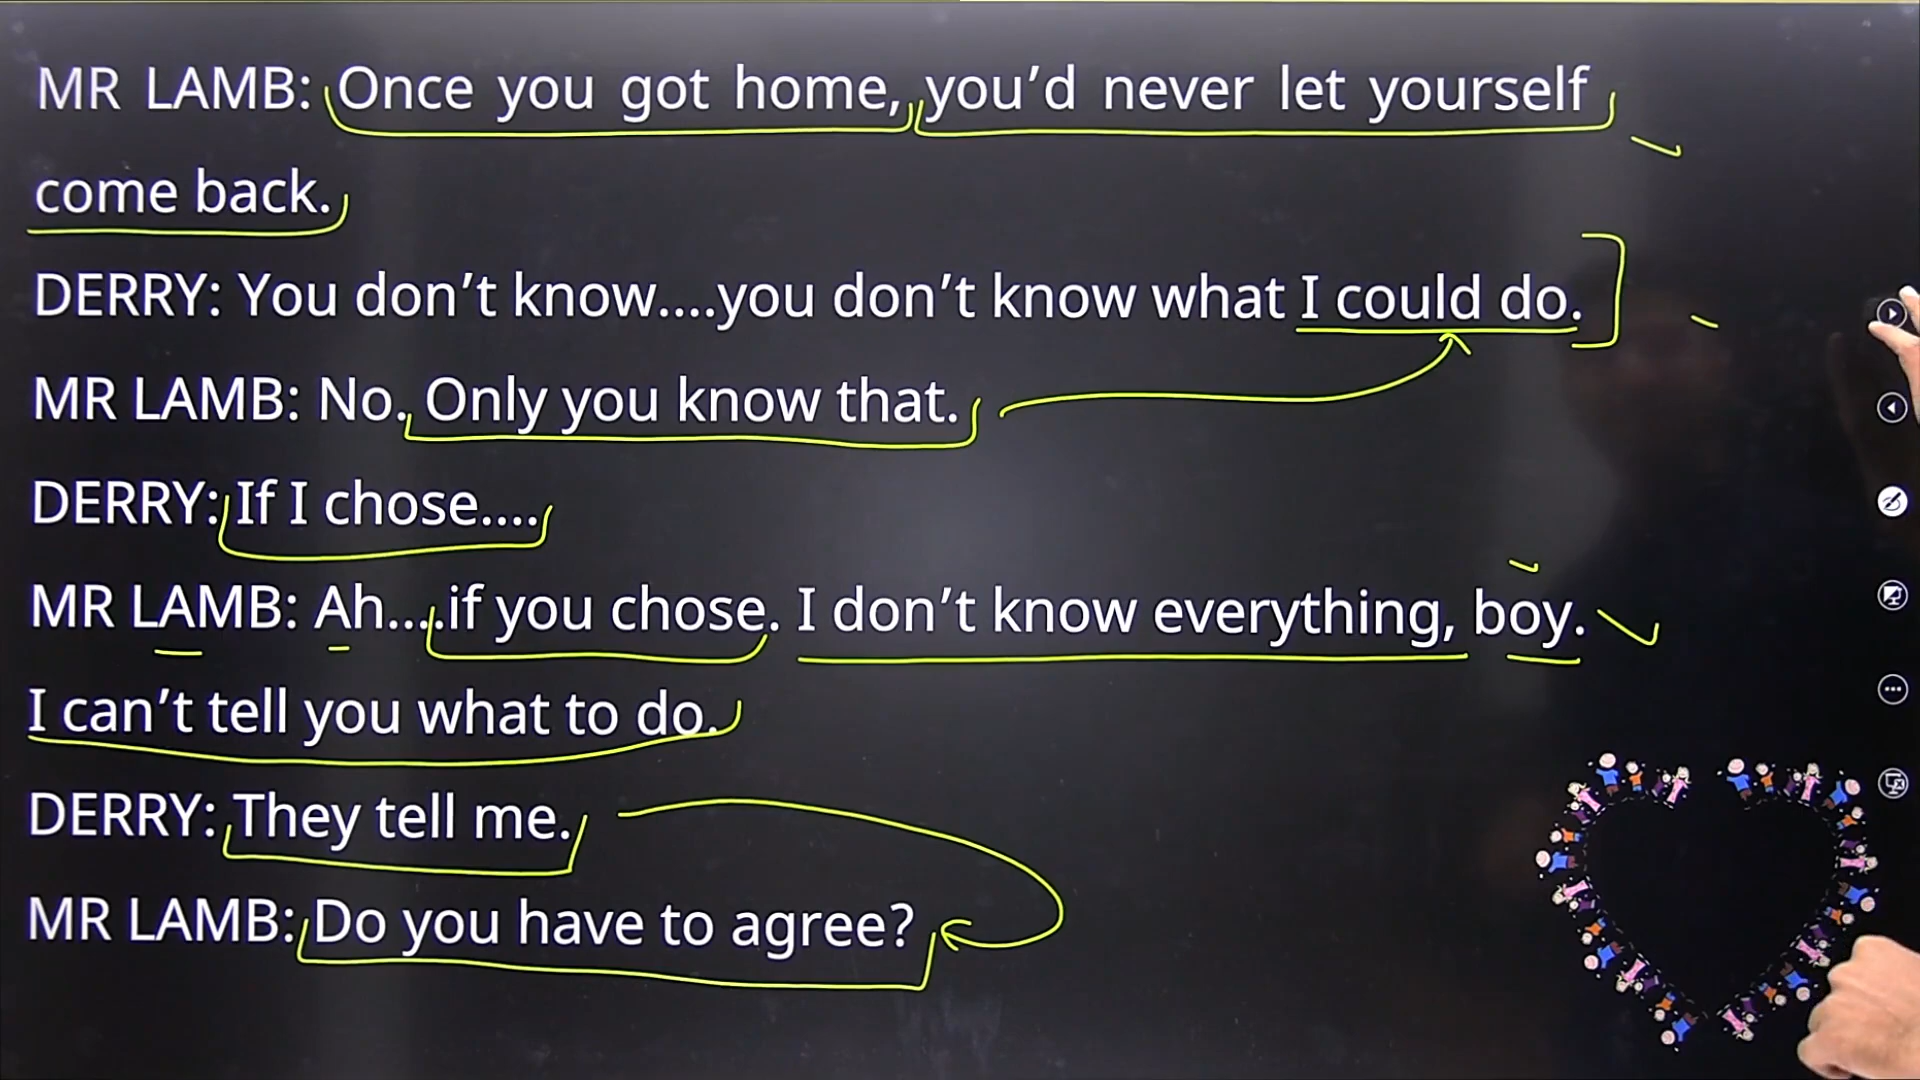 MR LAMB: Once you got home, you’d never let yourself
come back.
DERRY: You don’t know....you don’t know what I could do.
MR LAMB: No. Only you know that.
DERRY: If I chose....
MR LAMB: Ah....if you chose. I don’t know everything, boy.
I can’t tell you what to do.
DERRY: They tell me.
MR LAMB: Do you have to agree?